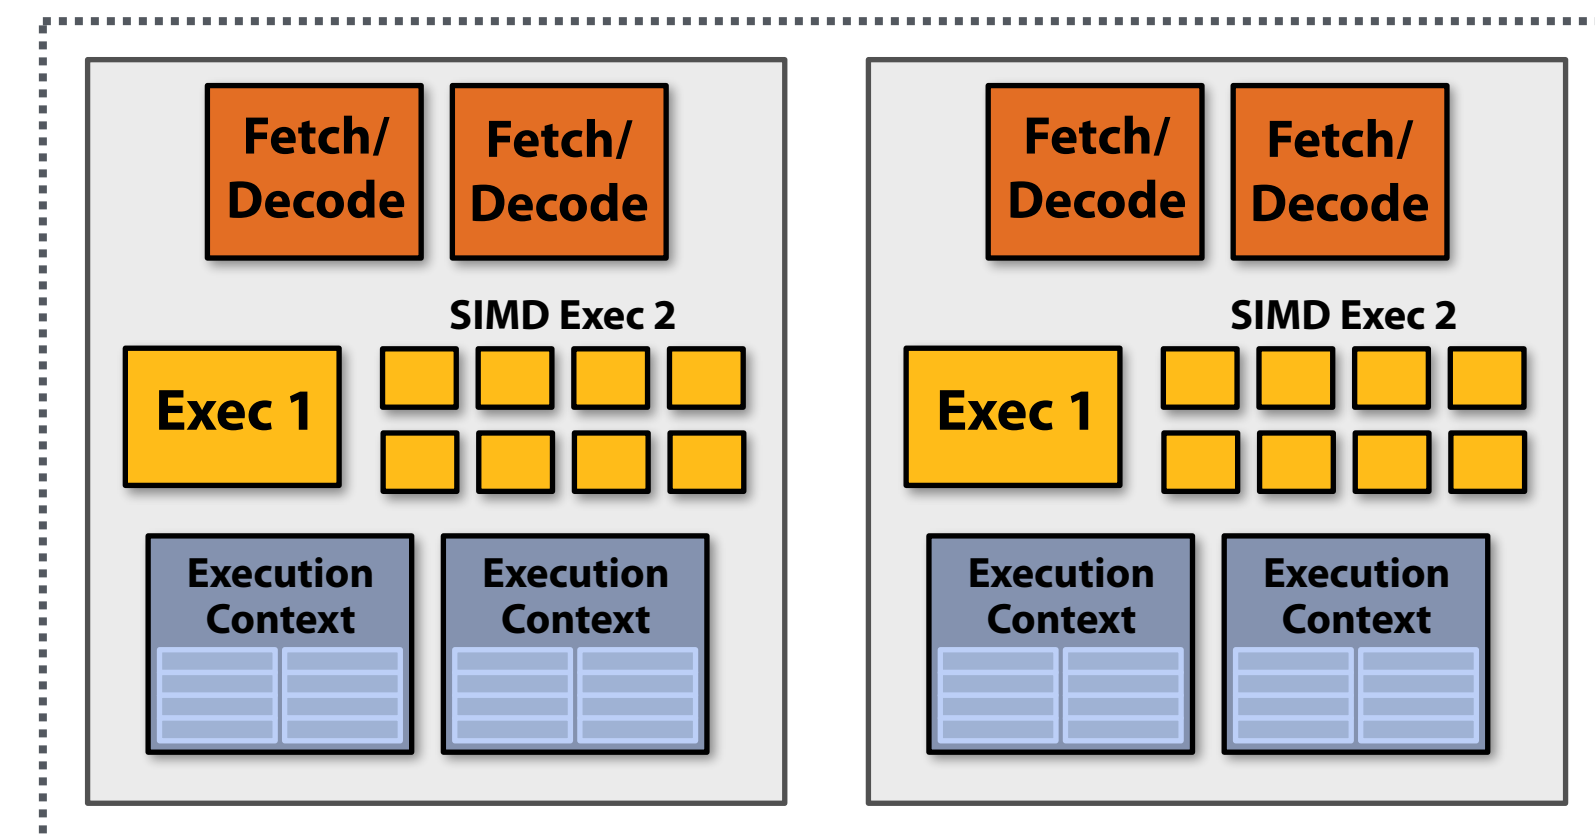 Fetch/
Decode
Fetch/
Decode
SIMD Exec 2
Exec 1
Execution
Context
Execution
Context
Fetch/
Decode
Fetch/
Decode
SIMD Exec 2
Exec 1
Execution
Context
Execution
Context